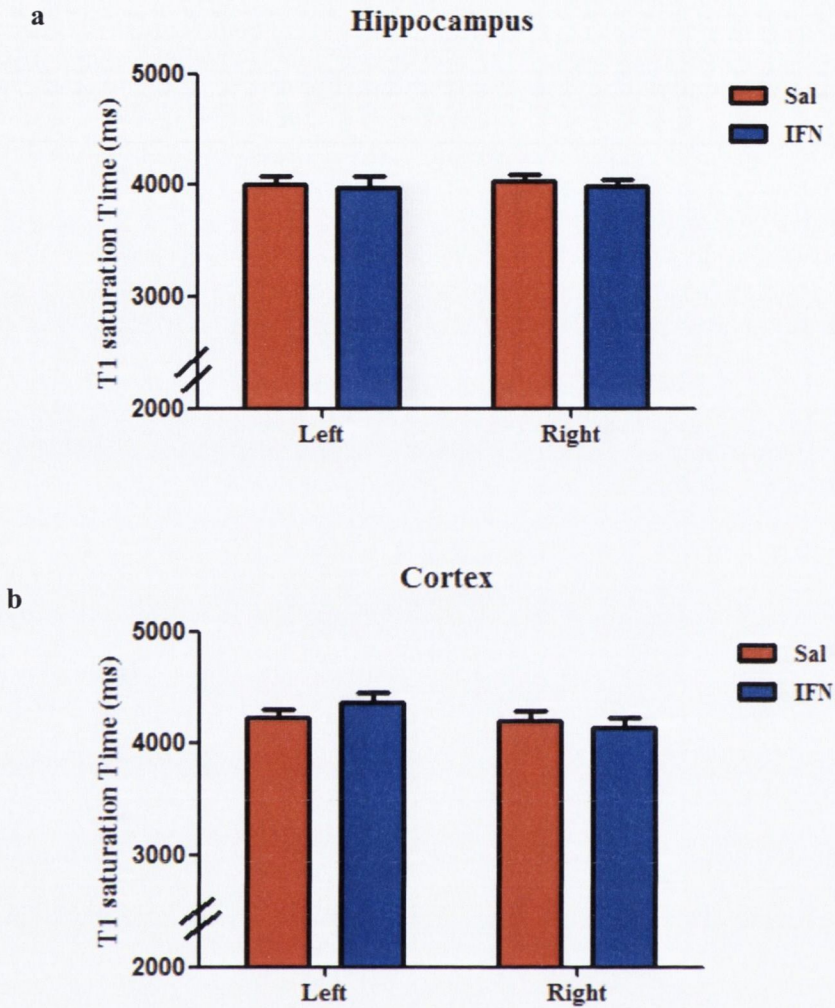 a
Hippocampus
5000
4000
3000
2000
T1 saturation Time (ms)
Sal
IFN
Left Right
b
Cortex
5000
4000
3000
2000
T1 saturation Time (ms)
Sal
IFN
Left Right